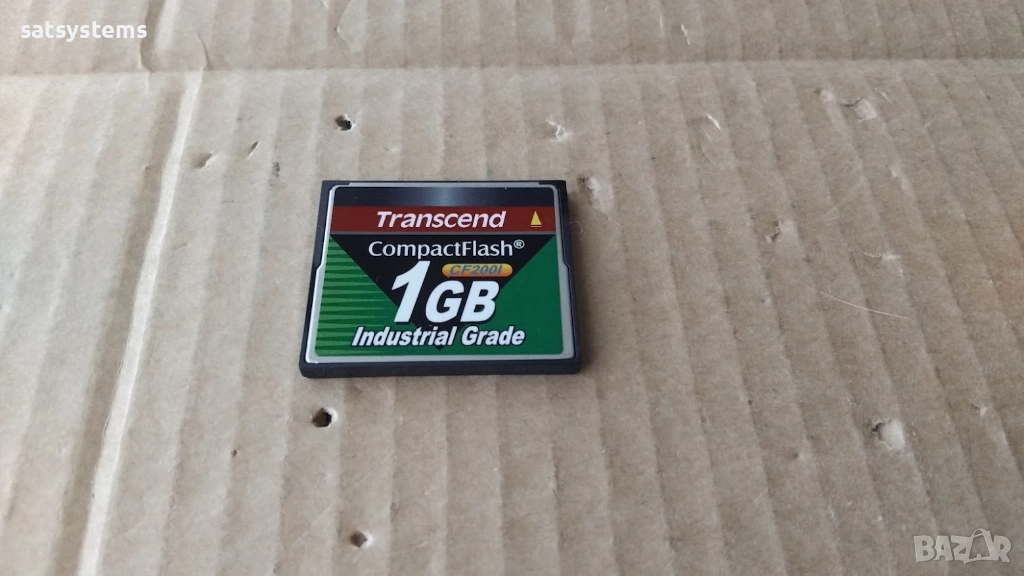 satsystems
Transcend
CompactFlash®
CF200I
1GB
Industrial Grade
BAZAR